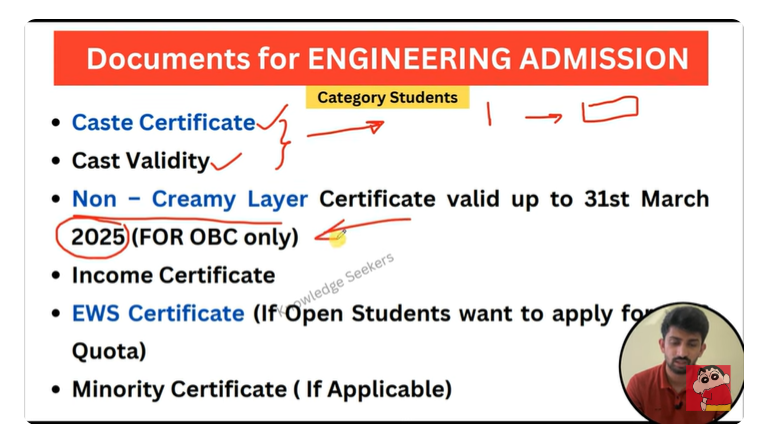 Documents for ENGINEERING ADMISSION
Category Students
• Caste Certificate
• Cast Validity
• Non – Creamy Layer Certificate valid up to 31st March
2025 (FOR OBC only)
• Income Certificate
Knowledge Seekers
• EWS Certificate (If Open Students want to apply for
Quota)
• Minority Certificate ( If Applicable)